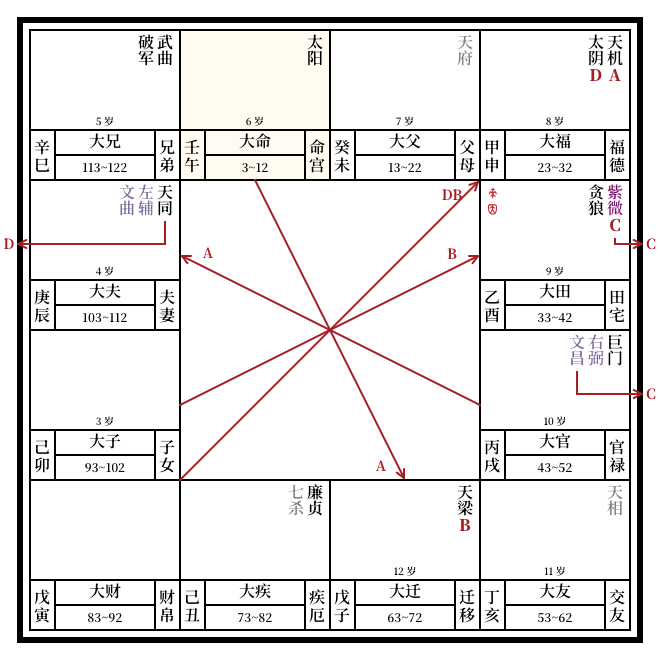 破军 武曲
5 岁
辛巳 大兄 兄弟
113~122
太阳
6 岁
壬午 大命 命宫
3~12
天府
7 岁
癸未 大父 父母
13~22
太阴 天机
D A
8 岁
甲申 大福 福德
23~32
文曲 左辅 天同
D
4 岁
庚辰 大夫 夫妻
103~112
A
DB
B
贪狼 紫微
C
C
9 岁
乙酉 大田 田宅
33~42
3 岁
己卯 大子 子女
93~102
文昌 右弼 巨门
C
10 岁
丙戌 大官 官禄
43~52
A
戊寅 大财 财帛
83~92
七杀 廉贞
己丑 大疾 疾厄
73~82
天梁
B
12 岁
戊子 大迁 迁移
63~72
天相
11 岁
丁亥 大友 交友
53~62